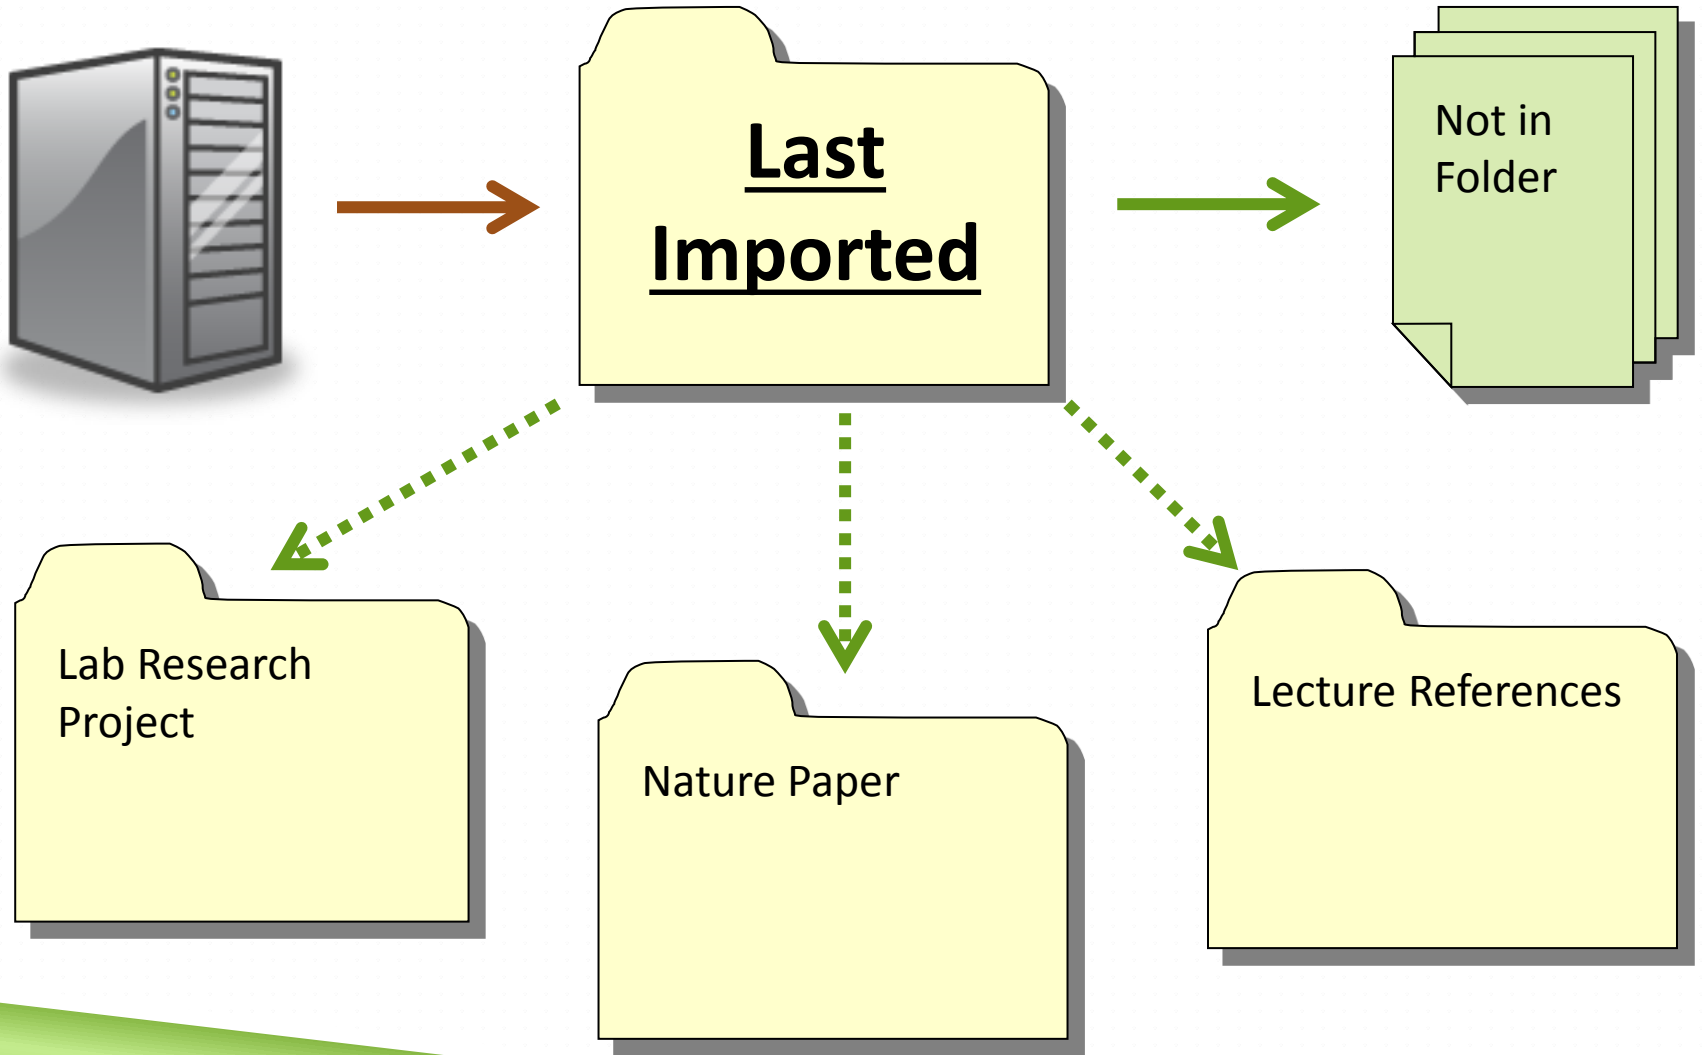 Last
Imported
Not in
Folder
Lab Research
Project
Nature Paper
Lecture References